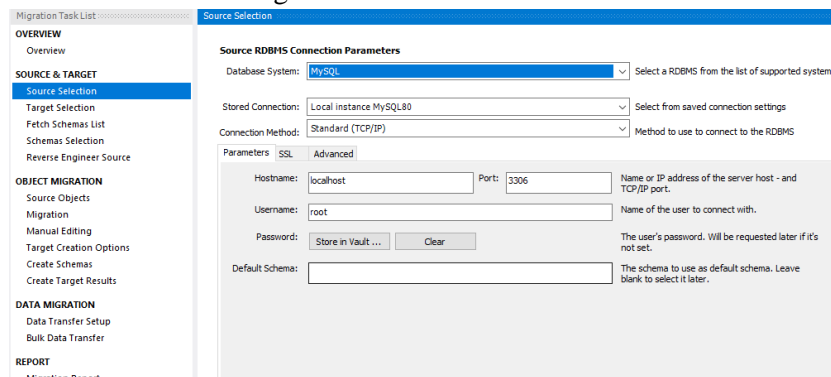 Migration Task List
Source Selection
OVERVIEW
Overview
SOURCE & TARGET
Source Selection
Target Selection
Fetch Schemas List
Schemas Selection
Reverse Engineer Source
OBJECT MIGRATION
Source Objects
Migration
Manual Editing
Target Creation Options
Create Schemas
Create Target Results
DATA MIGRATION
Data Transfer Setup
Bulk Data Transfer
REPORT
Migration Report
Source RDBMS Connection Parameters
Database System: MySQL Select a RDBMS from the list of supported system
Stored Connection: Local instance MySQL80 Select from saved connection settings
Connection Method: Standard (TCP/IP) Method to use to connect to the RDBMS
Parameters SSL Advanced
Hostname: localhost Port: 3306 Name or IP address of the server host - and
TCP/IP port.
Username: root Name of the user to connect with.
Password: Store in Vault ... Clear The user's password. Will be requested later if it's
not set.
Default Schema: The schema to use as default schema. Leave
blank to select it later.